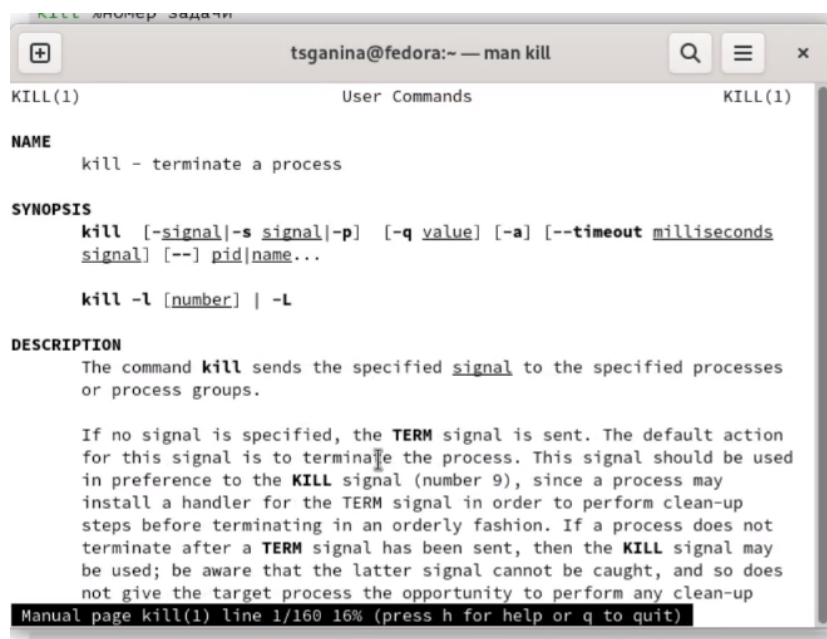 kill %номер задачи
tsganina@fedora:~ — man kill
KILL(1) User Commands KILL(1)
NAME
kill - terminate a process
SYNOPSIS
kill [-signal|-s signal|-p] [-q value] [-a] [--timeout milliseconds
signal] [--] pid|name...
kill -l [number] | -L
DESCRIPTION
The command kill sends the specified signal to the specified processes
or process groups.
If no signal is specified, the TERM signal is sent. The default action
for this signal is to terminate the process. This signal should be used
in preference to the KILL signal (number 9), since a process may
install a handler for the TERM signal in order to perform clean-up
steps before terminating in an orderly fashion. If a process does not
terminate after a TERM signal has been sent, then the KILL signal may
be used; be aware that the latter signal cannot be caught, and so does
not give the target process the opportunity to perform any clean-up
Manual page kill(1) line 1/160 16% (press h for help or q to quit)